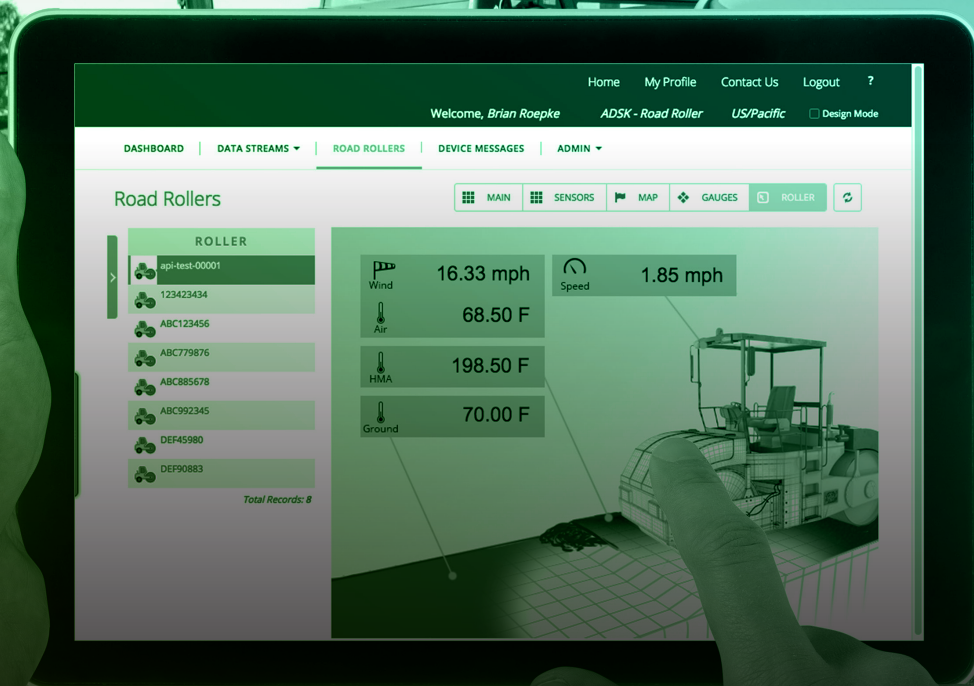 Home My Profile Contact Us Logout ?
Welcome, Brian Roepke ADSK - Road Roller US/Pacific Design Mode
DASHBOARD DATA STREAMS ROAD ROLLERS DEVICE MESSAGES ADMIN
Road Rollers
MAIN SENSORS MAP GAUGES ROLLER
ROLLER
api-test-00001
123423434
ABC123456
ABC779876
ABC885678
ABC992345
DEF45980
DEF90883
Total Records: 8
Wind 16.33 mph
Air 68.50 F
HMA 198.50 F
Ground 70.00 F
Speed 1.85 mph